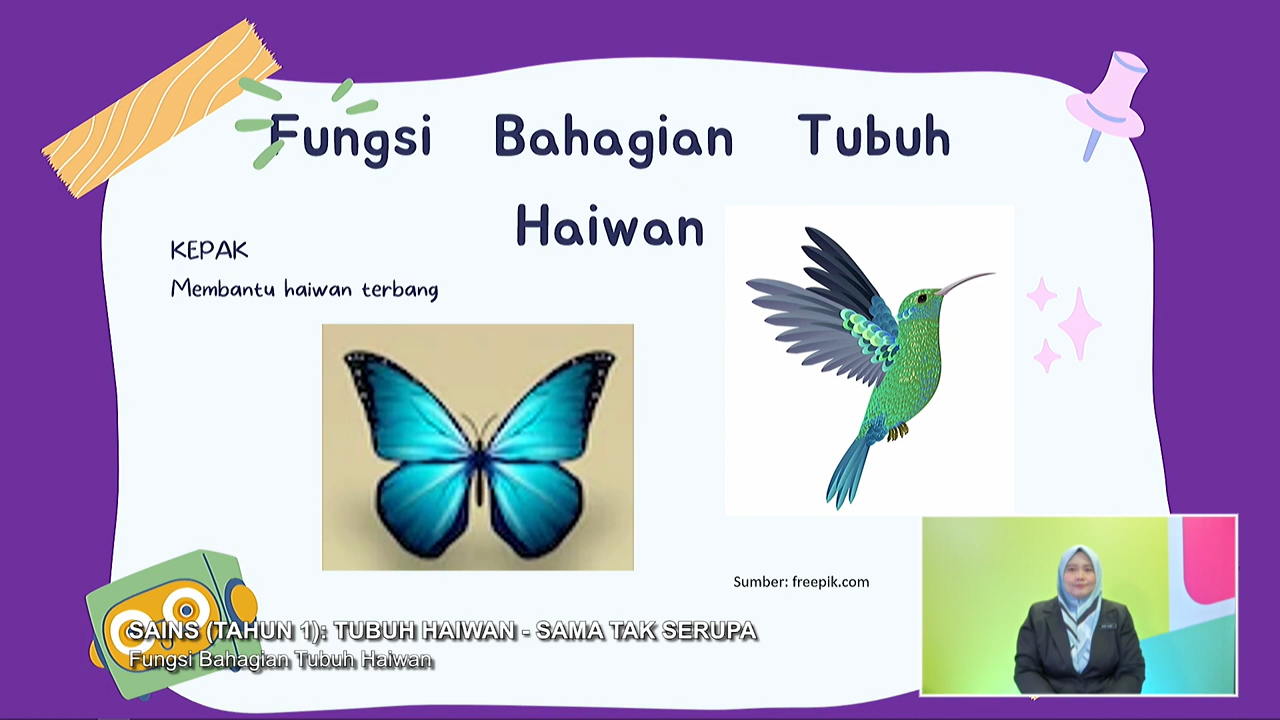 Fungsi Bahagian Tubuh
Haiwan
KEPAK
Membantu haiwan terbang
Sumber: freepik.com
SAINS (TAHUN 1): TUBUH HAIWAN - SAMA TAK SERUPA
Fungsi Bahagian Tubuh Haiwan